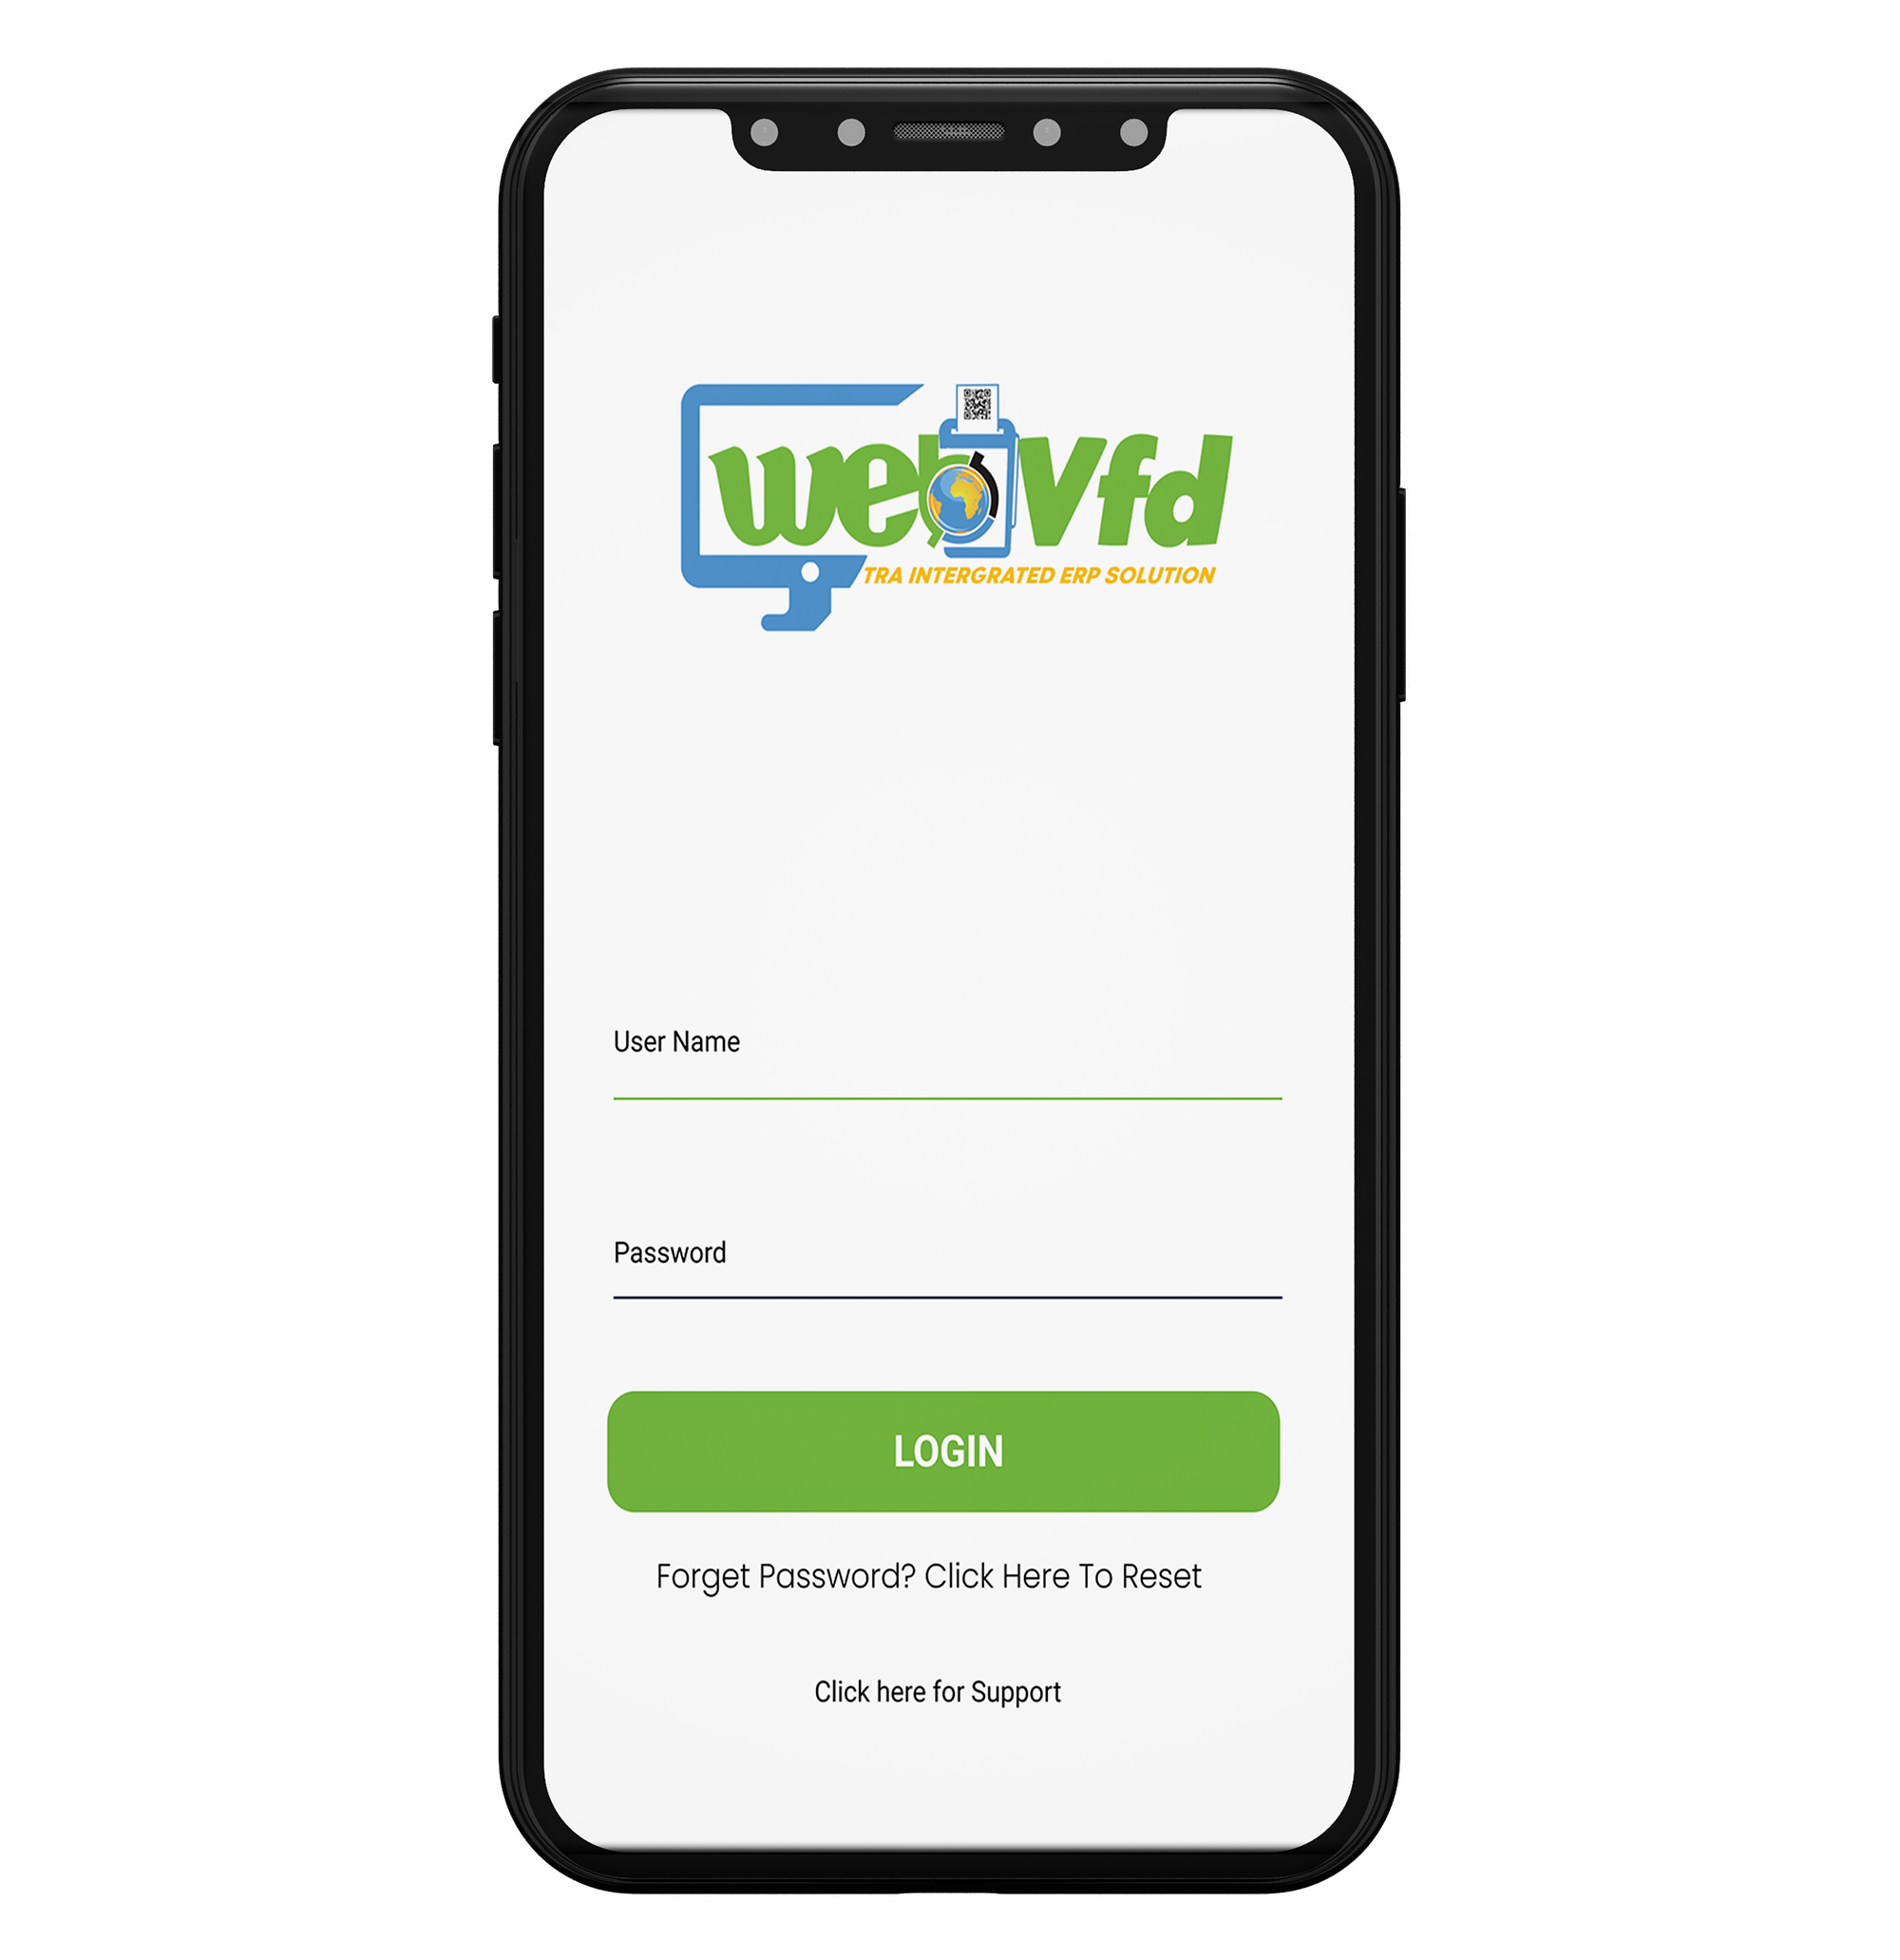 webVfd
TRA INTERGRATED ERP SOLUTION
User Name
Password
LOGIN
Forget Password? Click Here To Reset
Click here for Support